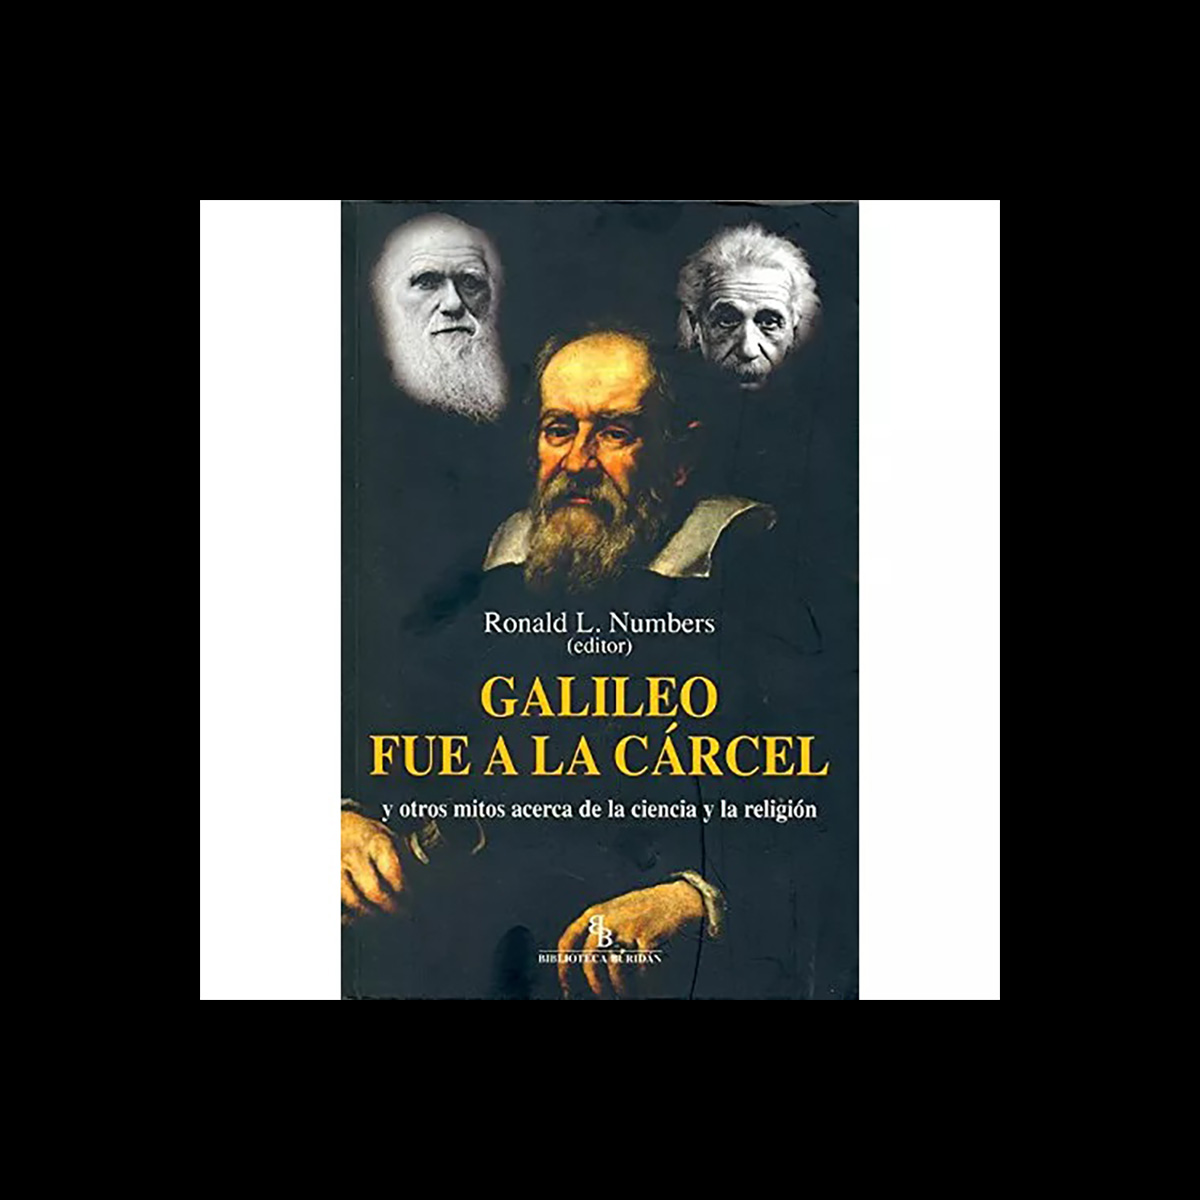 Ronald L. Numbers
(editor)
GALILEO
FUE A LA CÁRCEL
y otros mitos acerca de la ciencia y la religión
BB
BIBLIOTECA BURIDÁN